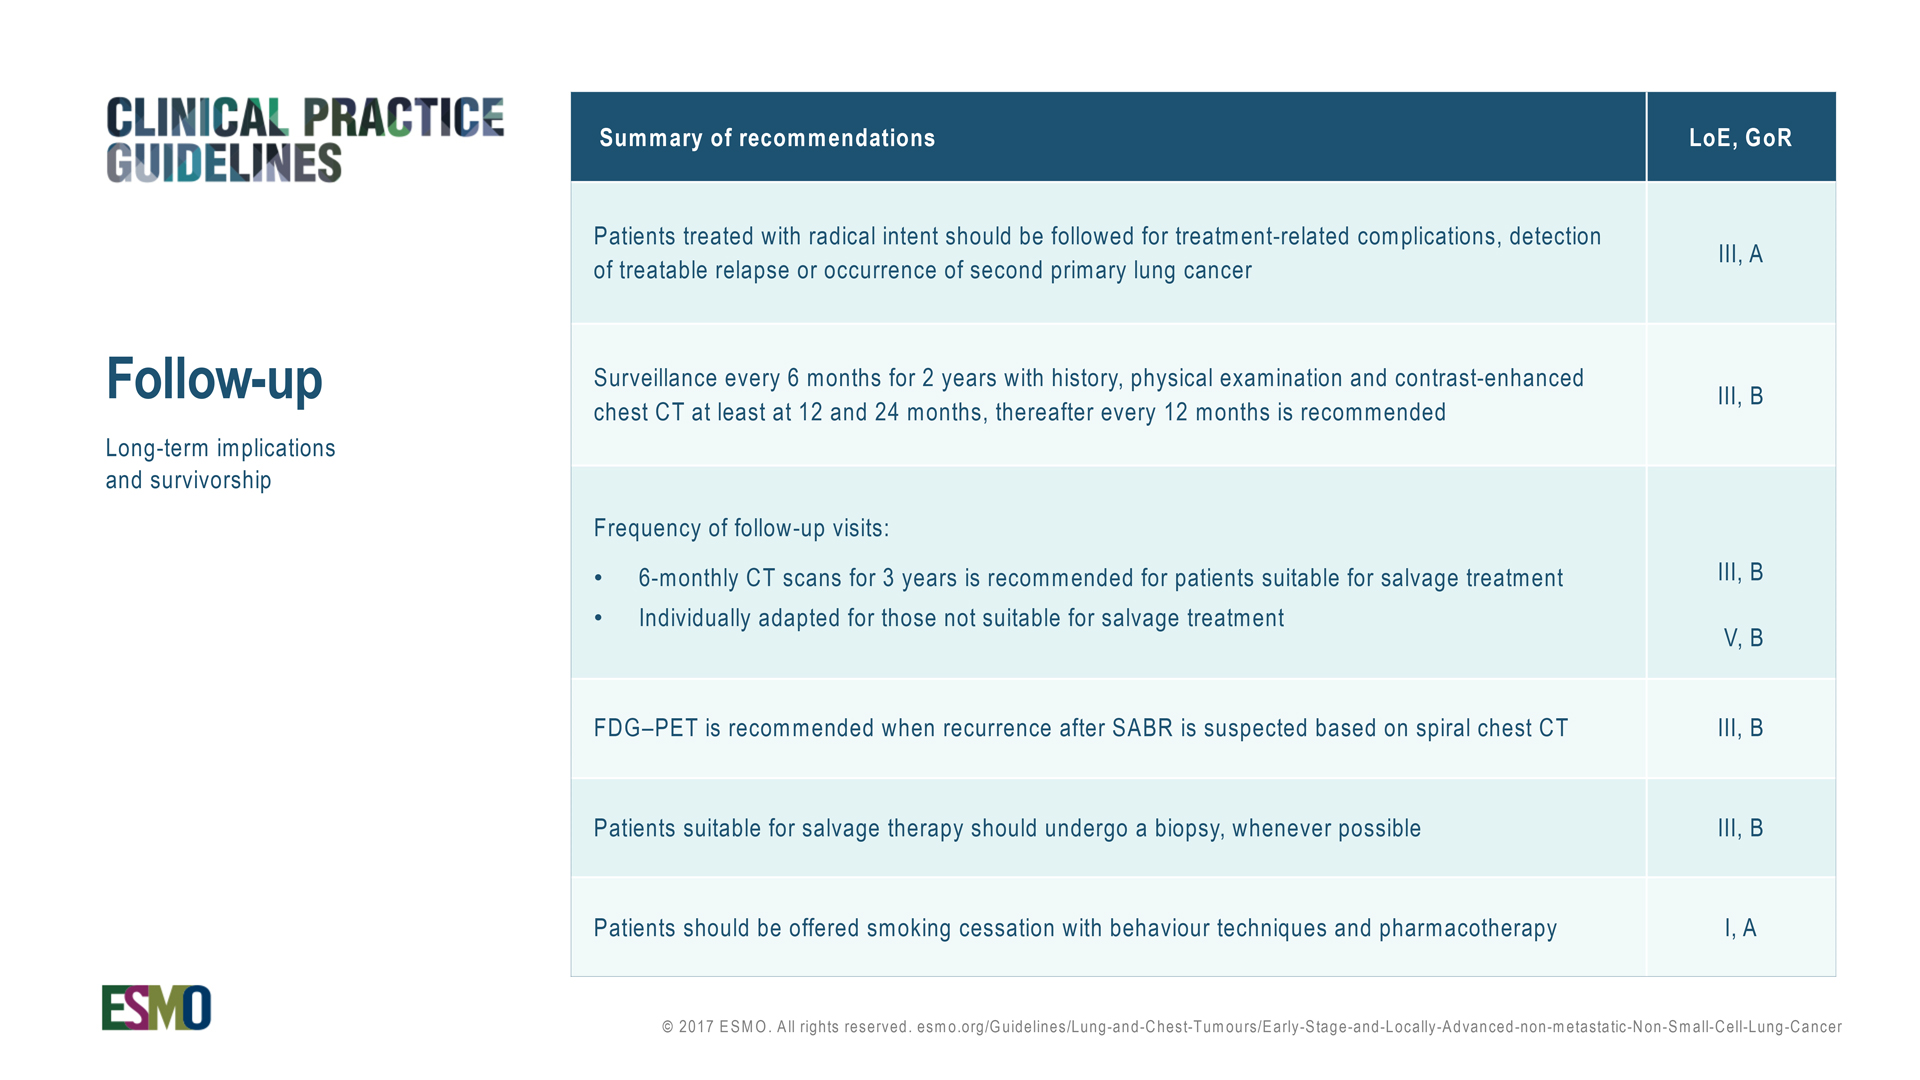 CLINICAL PRACTICE
GUIDELINES
Follow-up
Long-term implications
and survivorship
Summary of recommendations
LoE, GoR
Patients treated with radical intent should be followed for treatment-related complications, detection
of treatable relapse or occurrence of second primary lung cancer
III, A
Surveillance every 6 months for 2 years with history, physical examination and contrast-enhanced
chest CT at least at 12 and 24 months, thereafter every 12 months is recommended
III, B
Frequency of follow-up visits:
• 6-monthly CT scans for 3 years is recommended for patients suitable for salvage treatment
III, B
• Individually adapted for those not suitable for salvage treatment
V, B
FDG–PET is recommended when recurrence after SABR is suspected based on spiral chest CT
III, B
Patients suitable for salvage therapy should undergo a biopsy, whenever possible
III, B
Patients should be offered smoking cessation with behaviour techniques and pharmacotherapy
I, A
ESMO
© 2017 ESMO. All rights reserved. esmo.org/Guidelines/Lung-and-Chest-Tumours/Early-Stage-and-Locally-Advanced-non-metastatic-Non-Small-Cell-Lung-Cancer